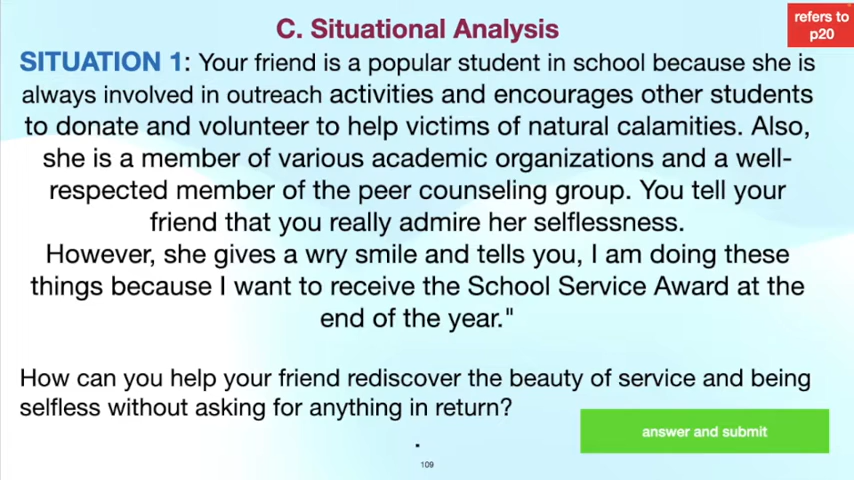 C. Situational Analysis
refers to
p20
SITUATION 1: Your friend is a popular student in school because she is
always involved in outreach activities and encourages other students
to donate and volunteer to help victims of natural calamities. Also,
she is a member of various academic organizations and a well-
respected member of the peer counseling group. You tell your
friend that you really admire her selflessness.
However, she gives a wry smile and tells you, I am doing these
things because I want to receive the School Service Award at the
end of the year."
How can you help your friend rediscover the beauty of service and being
selfless without asking for anything in return?
answer and submit
.
109